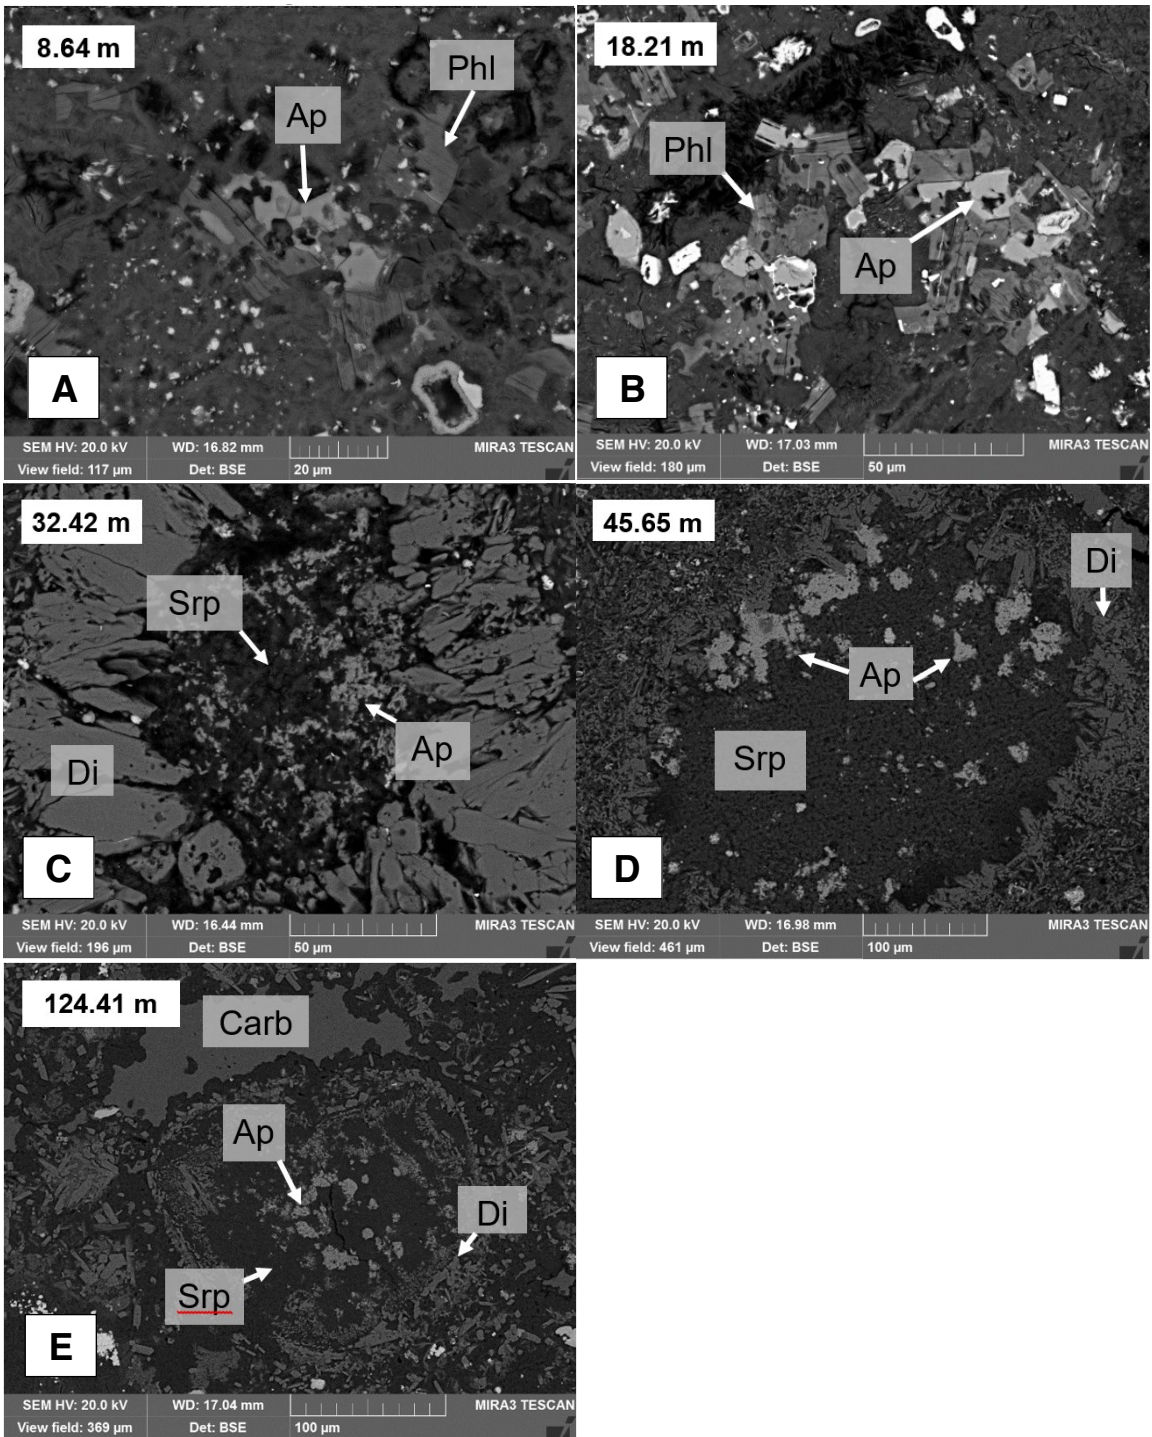 8.64 m
Phl
Ap
A
SEM HV: 20.0 kV WD: 16.82 mm MIRA3 TESCAN
View field: 117 µm Det: BSE 20 µm
18.21 m
Phl
Ap
B
SEM HV: 20.0 kV WD: 17.03 mm MIRA3 TESCAN
View field: 180 µm Det: BSE 50 µm
32.42 m
Srp
Ap
Di
C
SEM HV: 20.0 kV WD: 16.44 mm MIRA3 TESCAN
View field: 196 µm Det: BSE 50 µm
45.65 m
Di
Ap
Srp
D
SEM HV: 20.0 kV WD: 16.98 mm MIRA3 TESCAN
View field: 461 µm Det: BSE 100 µm
124.41 m
Carb
Ap
Di
Srp
E
SEM HV: 20.0 kV WD: 17.04 mm MIRA3 TESCAN
View field: 369 µm Det: BSE 100 µm